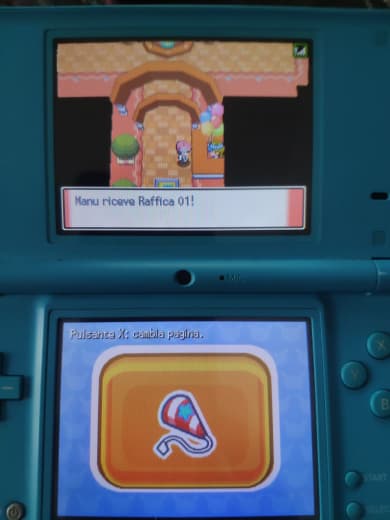 Manu riceve Raffica 01!
Pulsante X: cambia pagina.
X
Y
B
START